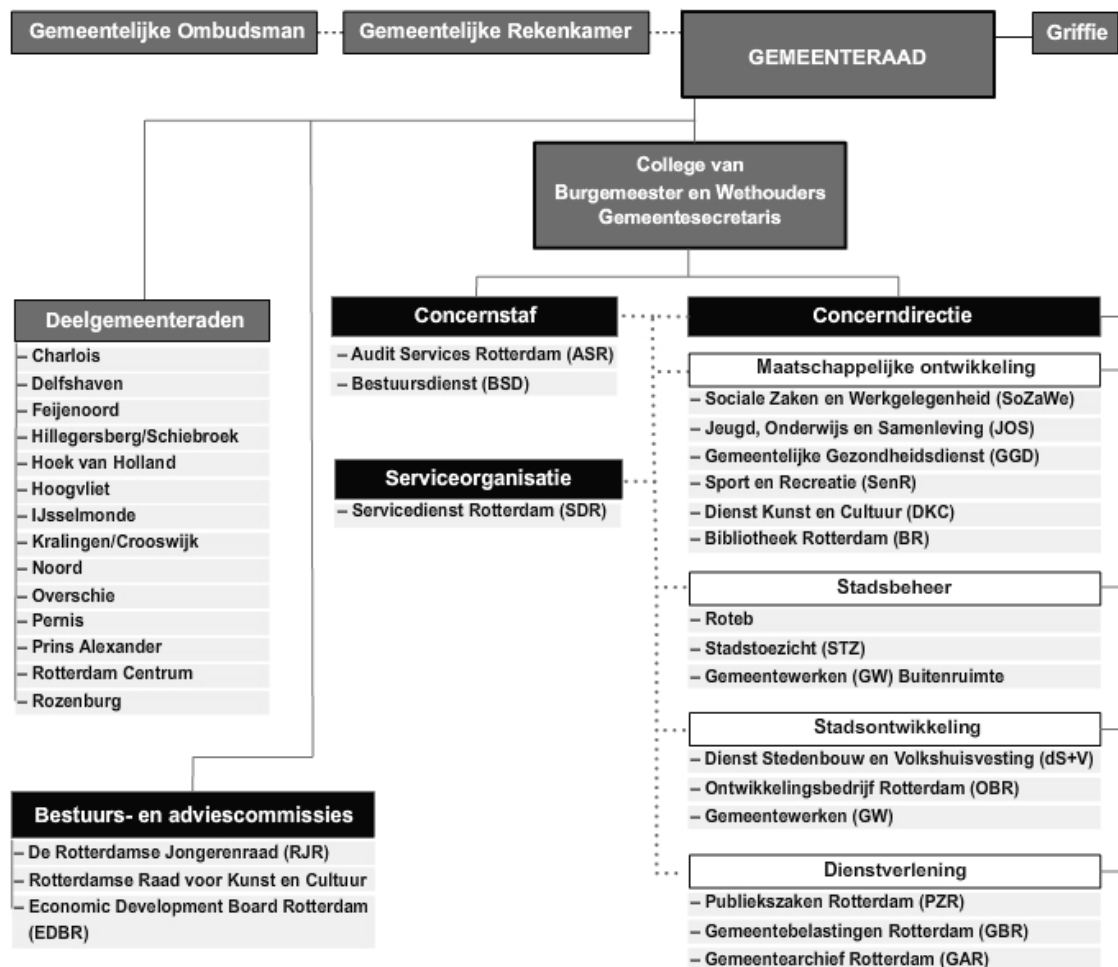 Gemeentelijke Ombudsman
Gemeentelijke Rekenkamer
GEMEENTERAAD
Griffie
College van
Burgemeester en Wethouders
Gemeentesecretaris
Deelgemeenteraden
– Charlois
– Delfshaven
– Feijenoord
– Hillegersberg/Schiebroek
– Hoek van Holland
– Hoogvliet
– IJsselmonde
– Kralingen/Crooswijk
– Noord
– Overschie
– Pernis
– Prins Alexander
– Rotterdam Centrum
– Rozenburg
Bestuurs- en adviescommissies
– De Rotterdamse Jongerenraad (RJR)
– Rotterdamse Raad voor Kunst en Cultuur
– Economic Development Board Rotterdam
(EDBR)
Concernstaf
– Audit Services Rotterdam (ASR)
– Bestuursdienst (BSD)
Serviceorganisatie
– Servicedienst Rotterdam (SDR)
Concerndirectie
Maatschappelijke ontwikkeling
– Sociale Zaken en Werkgelegenheid (SoZaWe)
– Jeugd, Onderwijs en Samenleving (JOS)
– Gemeentelijke Gezondheidsdienst (GGD)
– Sport en Recreatie (SenR)
– Dienst Kunst en Cultuur (DKC)
– Bibliotheek Rotterdam (BR)
Stadsbeheer
– Roteb
– Stadstoezicht (STZ)
– Gemeentewerken (GW) Buitenruimte
Stadsontwikkeling
– Dienst Stedenbouw en Volkshuisvesting (dS+V)
– Ontwikkelingsbedrijf Rotterdam (OBR)
– Gemeentewerken (GW)
Dienstverlening
– Publiekszaken Rotterdam (PZR)
– Gemeentebelastingen Rotterdam (GBR)
– Gemeentearchief Rotterdam (GAR)